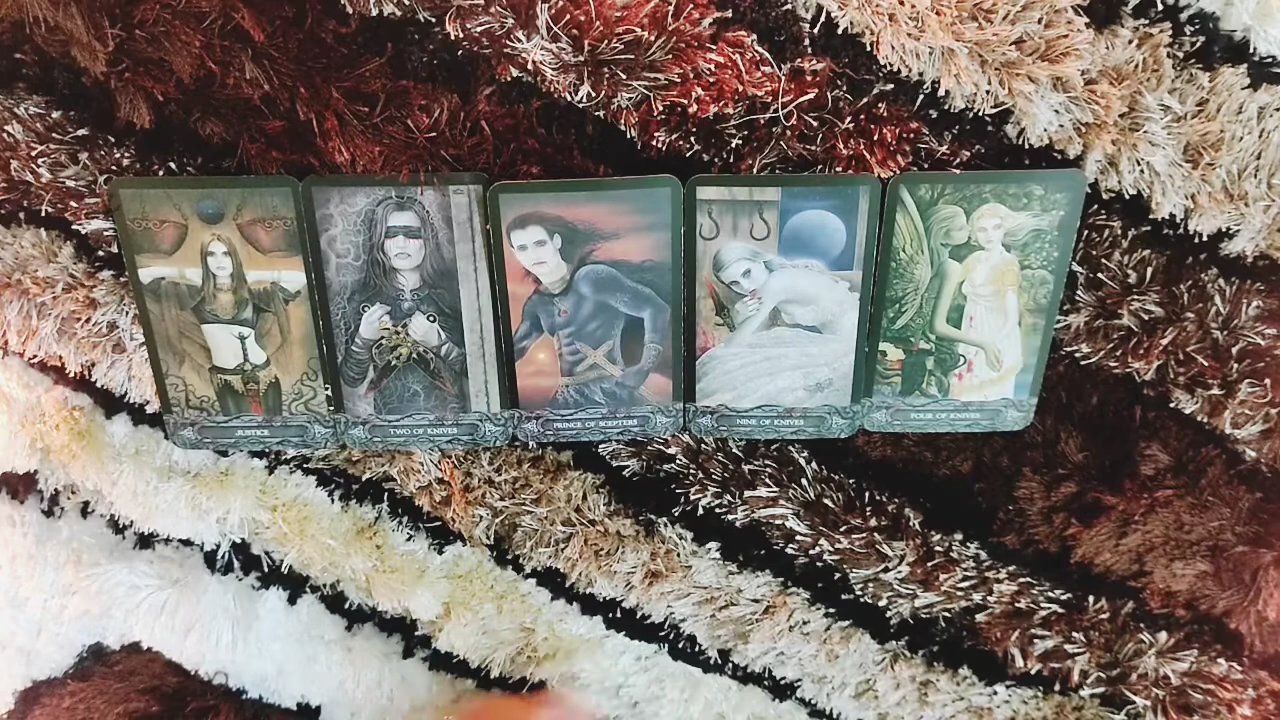 JUSTICE
TWO OF KNIVES
PRINCE OF SCEPTERS
NINE OF KNIVES
FOUR OF KNIVES